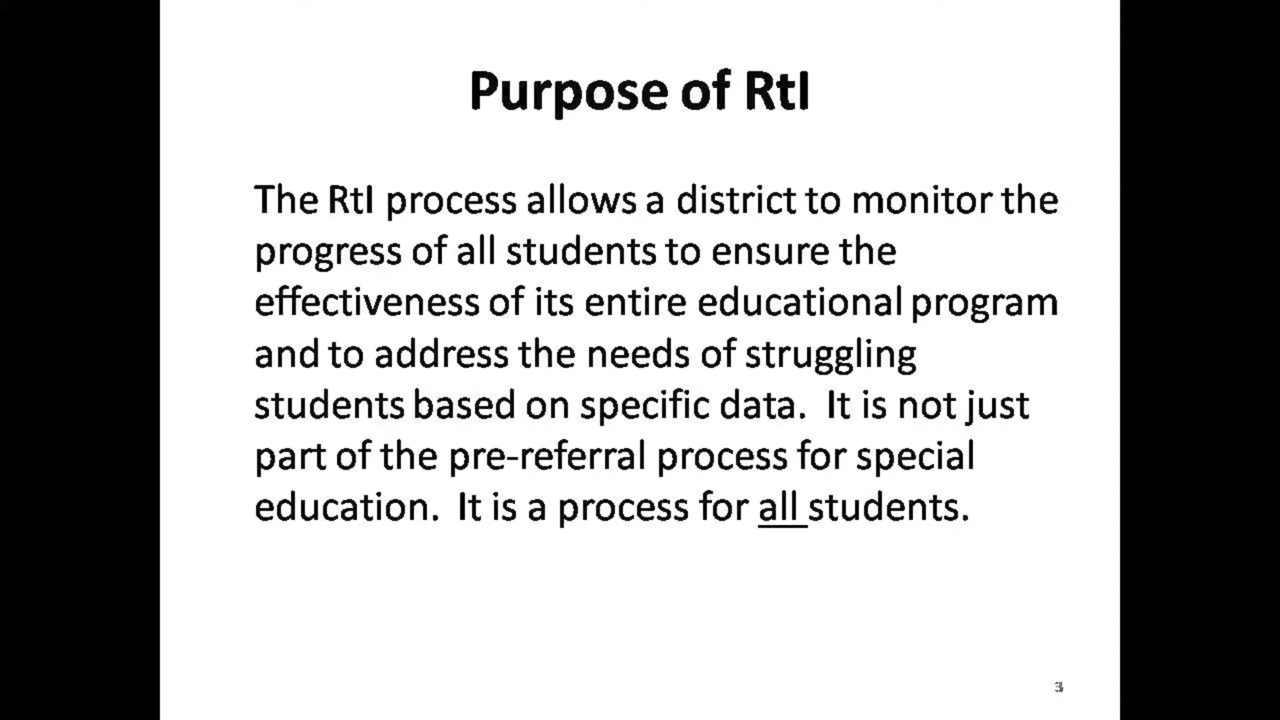 Purpose of RtI
The RtI process allows a district to monitor the
progress of all students to ensure the
effectiveness of its entire educational program
and to address the needs of struggling
students based on specific data.  It is not just
part of the pre-referral process for special
education.  It is a process for all students.
3